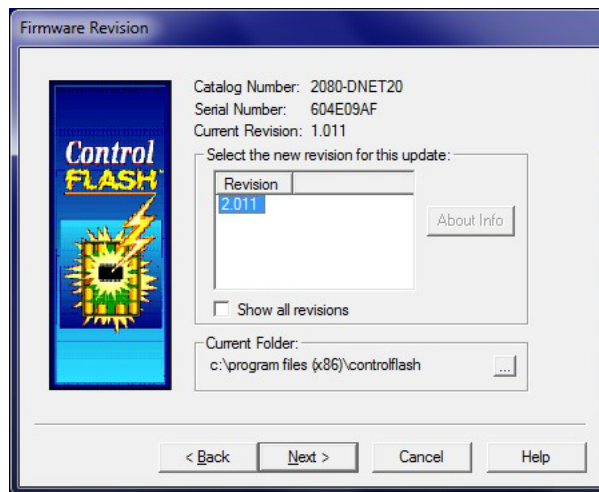 Firmware Revision
Control
FLASH
Catalog Number: 2080-DNET20
Serial Number: 604E09AF
Current Revision: 1.011
Select the new revision for this update:
Revision
2.011
About Info
Show all revisions
Current Folder:
c:\program files (x86)\controlflash
...
< Back
Next >
Cancel
Help